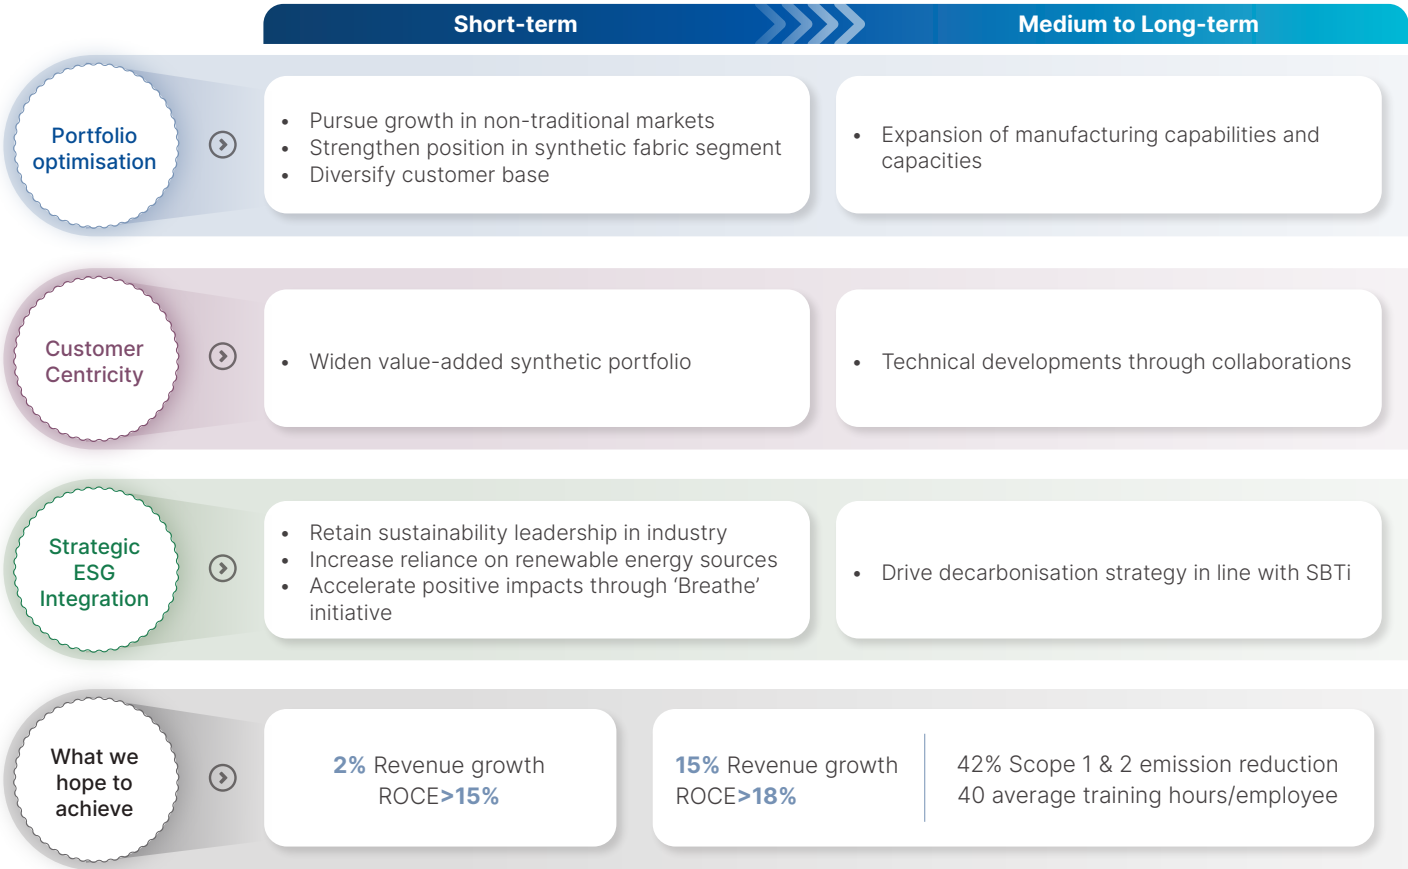 Short-term
Medium to Long-term
Portfolio
optimisation
• Pursue growth in non-traditional markets
• Strengthen position in synthetic fabric segment
• Diversify customer base
• Expansion of manufacturing capabilities and
capacities
Customer
Centricity
• Widen value-added synthetic portfolio
• Technical developments through collaborations
Strategic
ESG
Integration
• Retain sustainability leadership in industry
• Increase reliance on renewable energy sources
• Accelerate positive impacts through ‘Breathe’
initiative
• Drive decarbonisation strategy in line with SBTi
What we
hope to
achieve
2% Revenue growth
ROCE>15%
15% Revenue growth
ROCE>18%
42% Scope 1 & 2 emission reduction
40 average training hours/employee